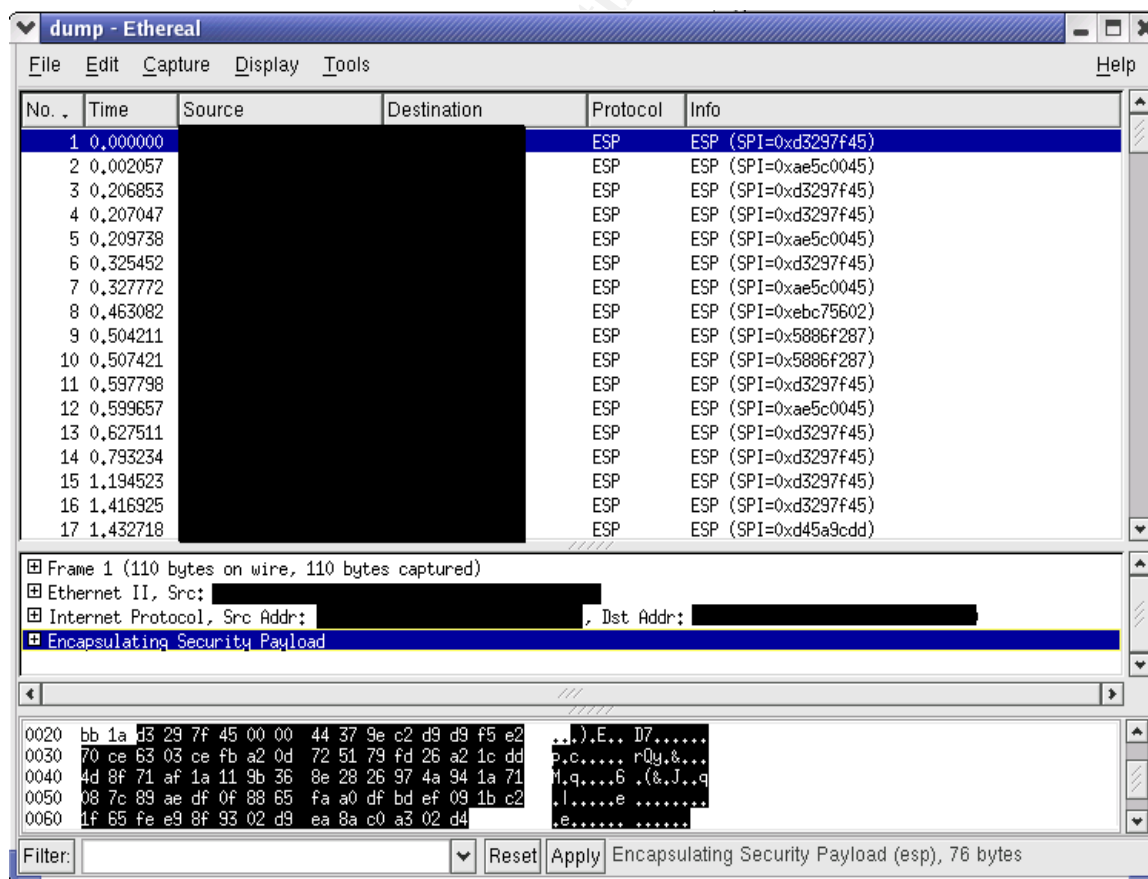 dump - Ethereal
File Edit Capture Display Tools Help
No. Time Source Destination Protocol Info
1 0.000000 ESP ESP (SPI=0xd3297f45)
2 0.002057 ESP ESP (SPI=0xae5c0045)
3 0.206853 ESP ESP (SPI=0xd3297f45)
4 0.207047 ESP ESP (SPI=0xd3297f45)
5 0.209738 ESP ESP (SPI=0xae5c0045)
6 0.325452 ESP ESP (SPI=0xd3297f45)
7 0.327772 ESP ESP (SPI=0xae5c0045)
8 0.463082 ESP ESP (SPI=0xebc75602)
9 0.504211 ESP ESP (SPI=0x5886f287)
10 0.507421 ESP ESP (SPI=0x5886f287)
11 0.597798 ESP ESP (SPI=0xd3297f45)
12 0.599657 ESP ESP (SPI=0xae5c0045)
13 0.627511 ESP ESP (SPI=0xd3297f45)
14 0.793234 ESP ESP (SPI=0xd3297f45)
15 1.194523 ESP ESP (SPI=0xd3297f45)
16 1.416925 ESP ESP (SPI=0xd3297f45)
17 1.432718 ESP ESP (SPI=0xd45a9cdd)
Frame 1 (110 bytes on wire, 110 bytes captured)
Ethernet II, Src:
Internet Protocol, Src Addr: , Dst Addr:
Encapsulating Security Payload
0020 bb 1a d3 29 7f 45 00 00 44 37 9e c2 d9 d9 f5 e2 ...).E.. D7......
0030 70 ce 63 03 ce fb a2 0d 72 51 79 fd 26 a2 1c dd p.c..... rQy.&...
0040 4d 8f 71 af 1a 11 9b 36 8e 28 26 97 4a 94 1a 71 M.q....6 .(&.J..q
0050 08 7c 89 ae df 0f 88 65 fa a0 df bd ef 09 1b c2 .|.....e ........
0060 1f 65 fe e9 8f 93 02 d9 ea 8a c0 a3 02 d4 .e...... ......
Filter: Reset Apply Encapsulating Security Payload (esp), 76 bytes